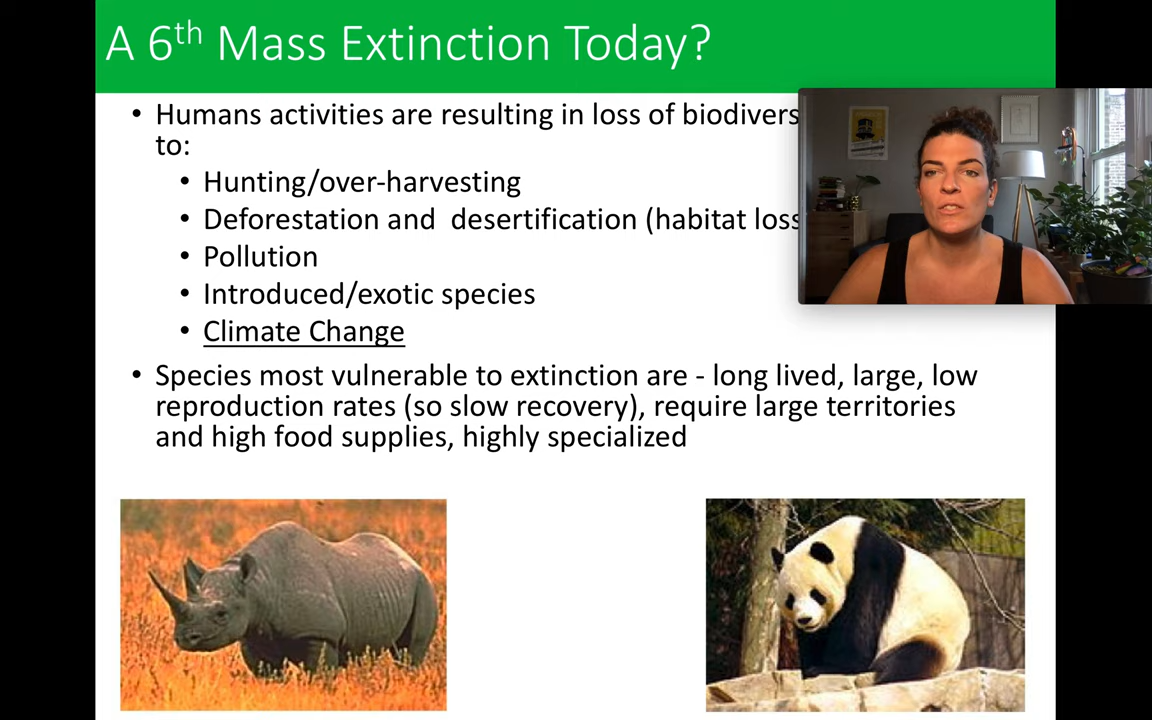 A 6th Mass Extinction Today?
• Humans activities are resulting in loss of
to:
• Hunting/over-harvesting
• Deforestation and desertification (habitat loss
• Pollution
• Introduced/exotic species
• Climate Change
• Species most vulnerable to extinction are - long lived, large, low
reproduction rates (so slow recovery), require large territories
and high food supplies, highly specialized